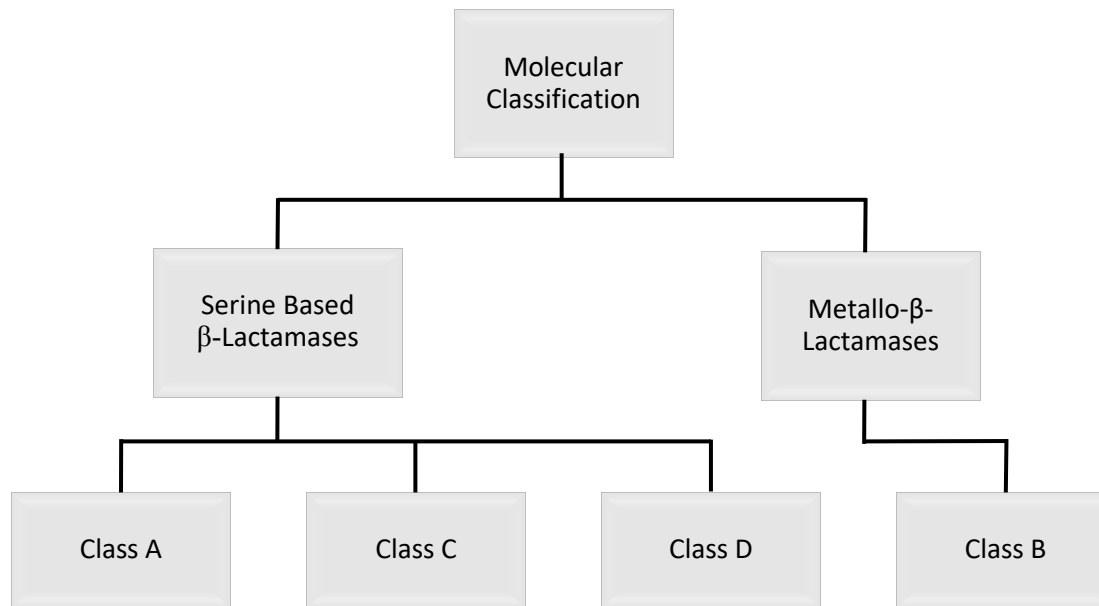 Molecular
Classification
Serine Based
β-Lactamases
Metallo-β-
Lactamases
Class A
Class C
Class D
Class B